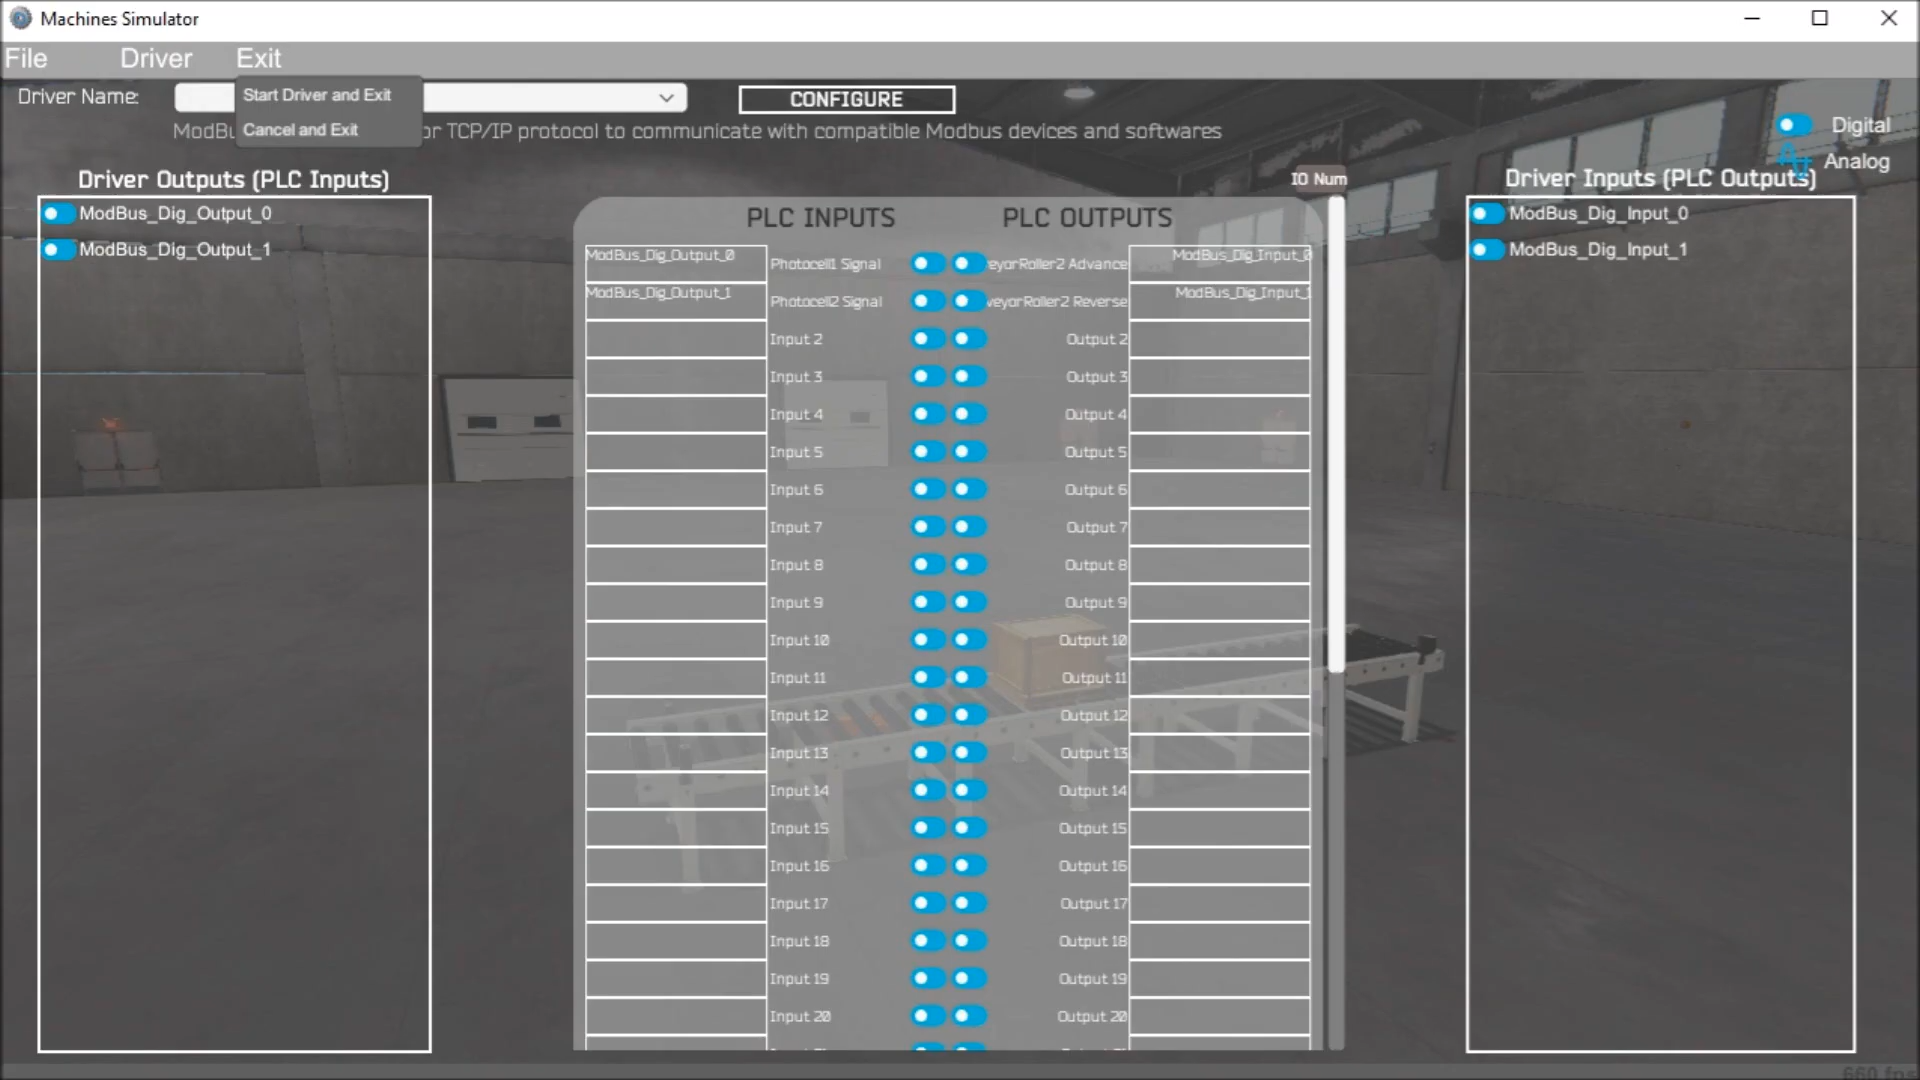 Machines Simulator
File Driver Exit
Start Driver and Exit
Cancel and Exit
Driver Name:
CONFIGURE
ModBu
or TCP/IP protocol to communicate with compatible Modbus devices and softwares
Digital
Analog
Driver Outputs (PLC Inputs)
ModBus_Dig_Output_0
ModBus_Dig_Output_1
IO Num
PLC INPUTS PLC OUTPUTS
ModBus_Dig_Output_0 Photocell1 Signal eyorRoller2 Advance ModBus_Dig_Input_0
ModBus_Dig_Output_1 Photocell2 Signal veyorRoller2 Reverse ModBus_Dig_Input_1
Input 2 Output 2
Input 3 Output 3
Input 4 Output 4
Input 5 Output 5
Input 6 Output 6
Input 7 Output 7
Input 8 Output 8
Input 9 Output 9
Input 10 Output 10
Input 11 Output 11
Input 12 Output 12
Input 13 Output 13
Input 14 Output 14
Input 15 Output 15
Input 16 Output 16
Input 17 Output 17
Input 18 Output 18
Input 19 Output 19
Input 20 Output 20
Driver Inputs (PLC Outputs)
ModBus_Dig_Input_0
ModBus_Dig_Input_1
660 fps